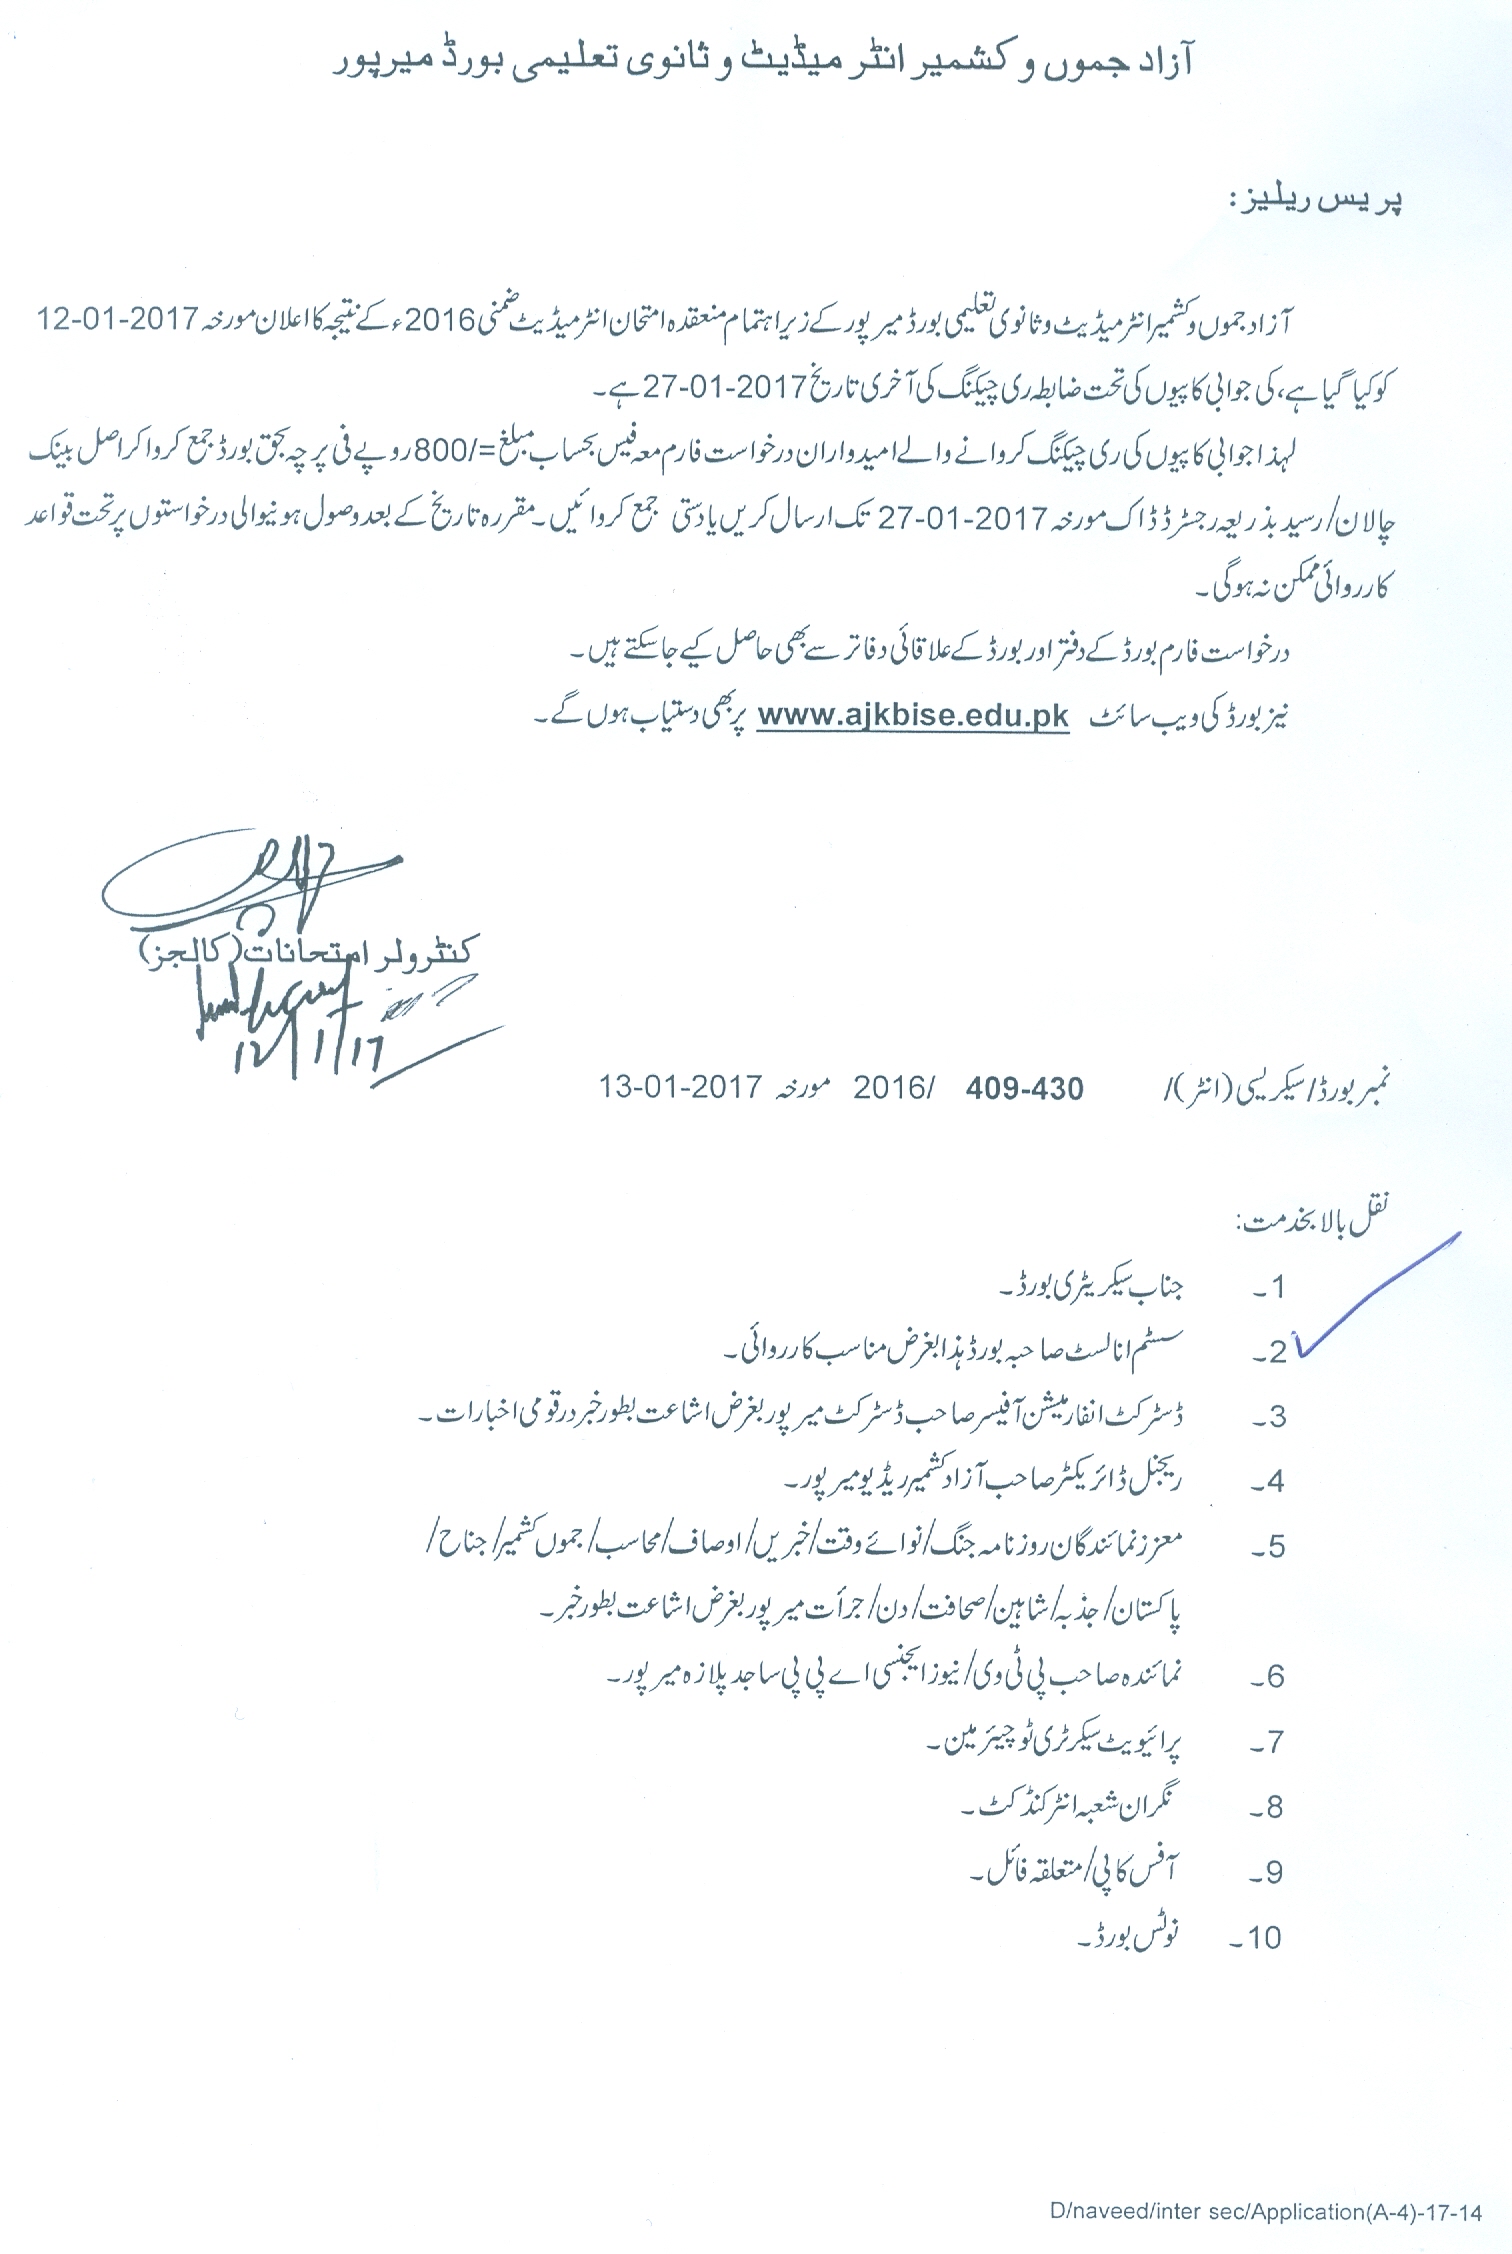 آزاد جموں و کشمیر انٹر میڈیٹ و ثانوی تعلیمی بورڈ میرپور
پریس ریلیز:
آزاد جموں و کشمیر انٹر میڈیٹ و ثانوی تعلیمی بورڈ میرپور کے زیر اہتمام منعقدہ امتحان انٹر میڈیٹ ضمنی 2016ء کے نتیجہ کا اعلان مورخہ 12-01-2017
کو کیا گیا ہے، کی جوابی کاپیوں کی تحت ضابطہ ری چیکنگ کی آخری تاریخ 27-01-2017 ہے۔
لہذا جوابی کاپیوں کی ری چیکنگ کروانے والے امیدواران درخواست فارم معہ فیس بحساب مبلغ =/800 روپے فی پرچہ بحق بورڈ جمع کروا کر اصل بینک
چالان/رسید بذریعہ رجسٹرڈ ڈاک مورخہ 27-01-2017 تک ارسال کریں یا دستی جمع کروائیں۔ مقررہ تاریخ کے بعد وصول ہونیوالی درخواستوں پر تحت قواعد
کارروائی ممکن نہ ہوگی۔
درخواست فارم بورڈ کے دفتر اور بورڈ کے علاقائی دفاتر سے بھی حاصل کیے جا سکتے ہیں۔
نیز بورڈ کی ویب سائٹ www.ajkbise.edu.pk پر بھی دستیاب ہوں گے۔
کنٹرولر امتحانات (کالجز)
12/1/17
نمبر بورڈ/سیکریسی (انٹر)/ 409-430 /2016 مورخہ 13-01-2017
نقل بالا بخدمت:
1۔ جناب سیکریٹری بورڈ۔
2۔ سسٹم انالسٹ صاحبہ بورڈ ہذا بغرض مناسب کارروائی۔
3۔ ڈسٹرکٹ انفارمیشن آفیسر صاحب ڈسٹرکٹ میرپور بغرض اشاعت بطور خبر در قومی اخبارات۔
4۔ ریجنل ڈائریکٹر صاحب آزاد کشمیر ریڈیو میرپور۔
5۔ معزز نمائندگان روزنامہ جنگ/نوائے وقت/خبریں/اوصاف/محاسب/جموں کشمیر/جناح/
پاکستان/جذبہ/شاہین/صحافت/دن/جرأت میرپور بغرض اشاعت بطور خبر۔
6۔ نمائندہ صاحب پی ٹی وی/نیوز ایجنسی اے پی پی ساجد پلازہ میرپور۔
7۔ پرائیویٹ سیکرٹری ٹو چیئرمین۔
8۔ نگران شعبہ انٹر کنڈکٹ۔
9۔ آفس کاپی/متعلقہ فائل۔
10۔ نوٹس بورڈ۔
D/naveed/inter sec/Application(A-4)-17-14